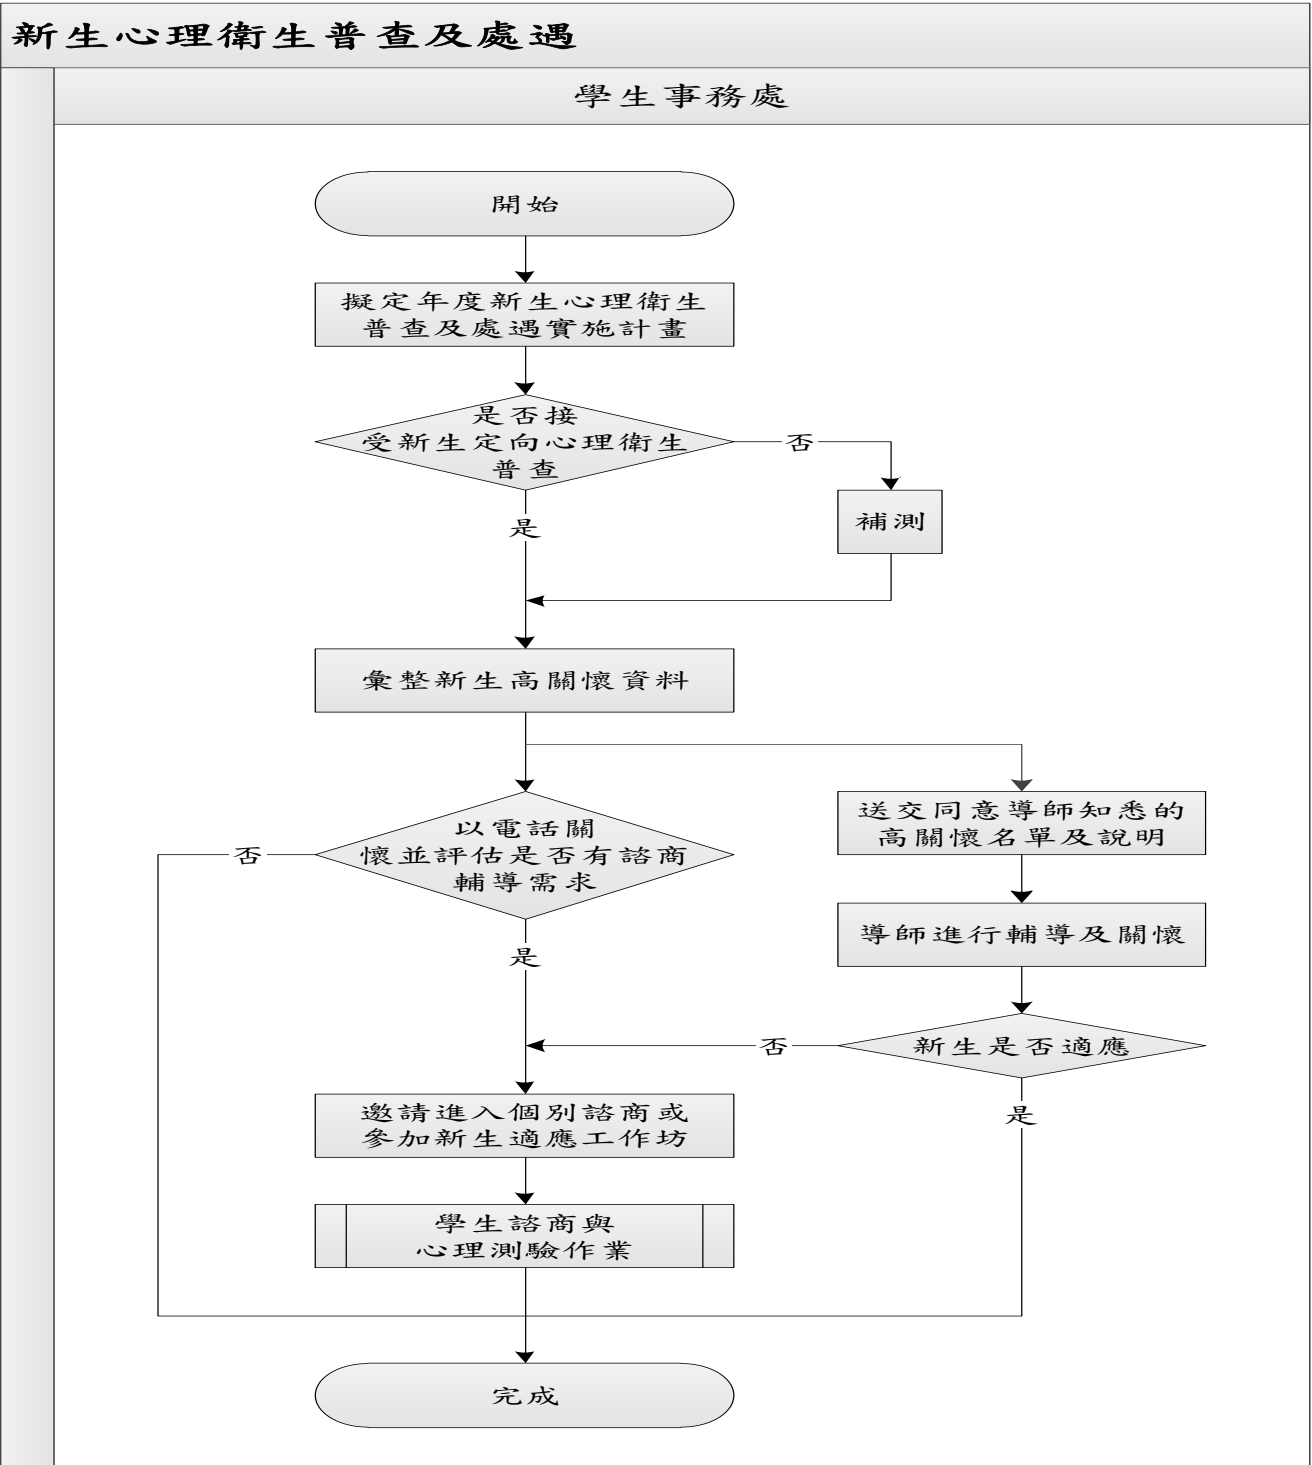 新生心理衛生普查及處遇
學生事務處
開始
擬定年度新生心理衛生
普查及處遇實施計畫
是否接
受新生定向心理衛生
普查
否
是
補測
彙整新生高關懷資料
以電話關
懷並評估是否有諮商
輔導需求
否
是
送交同意導師知悉的
高關懷名單及說明
導師進行輔導及關懷
新生是否適應
否
是
邀請進入個別諮商或
參加新生適應工作坊
學生諮商與
心理測驗作業
完成